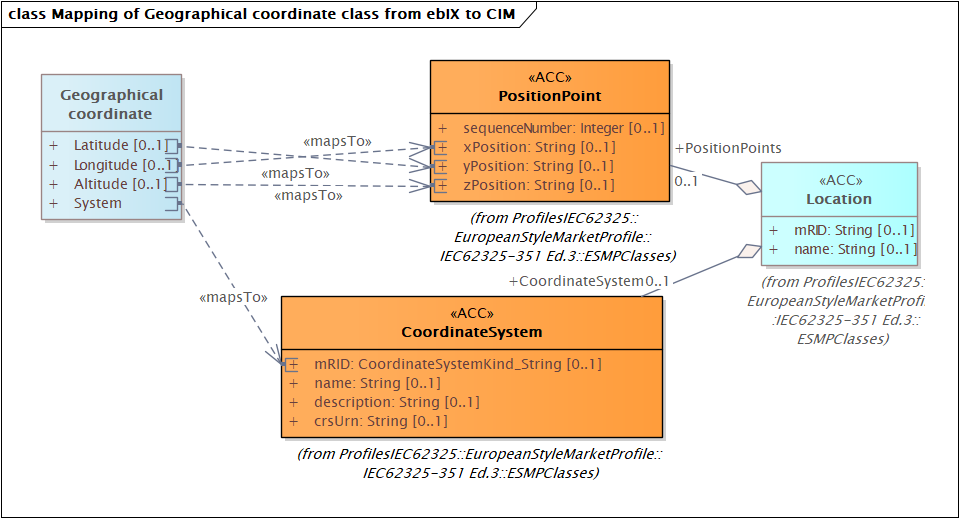 class Mapping of Geographical coordinate class from ebIX to CIM
Geographical
coordinate
+ Latitude [0..1]
+ Longitude [0..1]
+ Altitude [0..1]
+ System
«mapsTo»
«mapsTo»
«mapsTo»
«mapsTo»
«ACC»
PositionPoint
+ sequenceNumber: Integer [0..1]
+ xPosition: String [0..1]
+ yPosition: String [0..1]
+ zPosition: String [0..1]
(from ProfilesIEC62325::
EuropeanStyleMarketProfile::
IEC62325-351 Ed.3::ESMPClasses)
+PositionPoints
0..1
«ACC»
Location
+ mRID: String [0..1]
+ name: String [0..1]
(from ProfilesIEC62325:
EuropeanStyleMarketProfi
:IEC62325-351 Ed.3::
ESMPClasses)
+CoordinateSystem 0..1
«ACC»
CoordinateSystem
+ mRID: CoordinateSystemKind_String [0..1]
+ name: String [0..1]
+ description: String [0..1]
+ crsUrn: String [0..1]
(from ProfilesIEC62325::EuropeanStyleMarketProfile::
IEC62325-351 Ed.3::ESMPClasses)